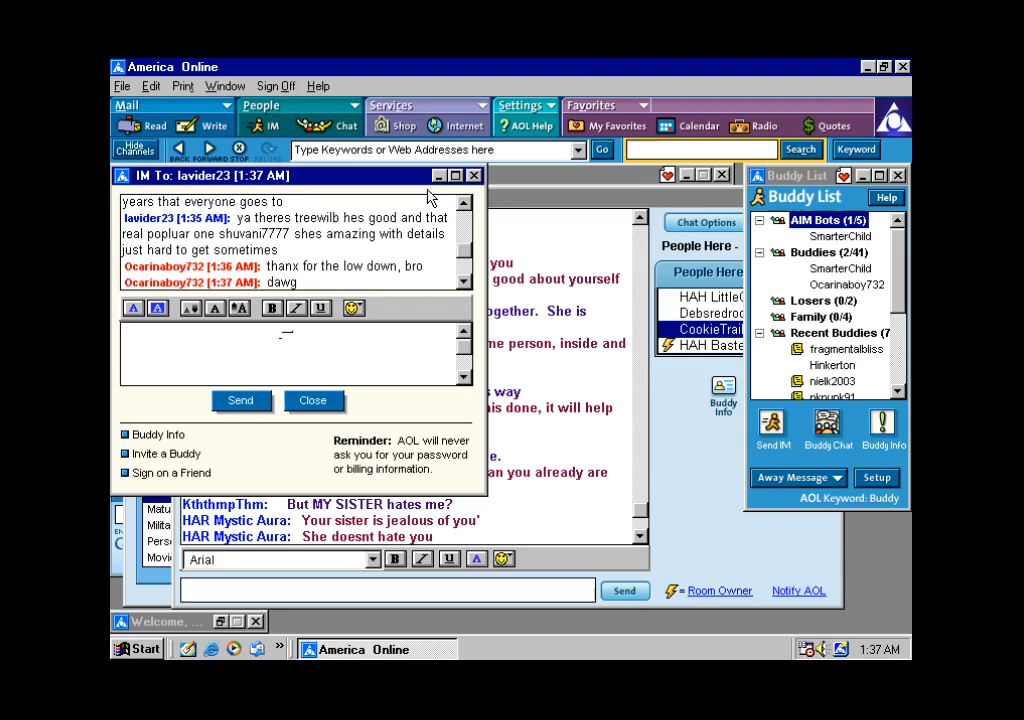 America Online
File Edit Print Window Sign Off Help
Mail People Services Settings Favorites
Read Write IM Chat Shop Internet AOL Help My Favorites Calendar Radio Quotes
Hide Channels BACK FORWARD STOP RELOAD Type Keywords or Web Addresses here Go Search Keyword
IM To: lavider23 [1:37 AM]
years that everyone goes to
lavider23 [1:35 AM]: ya theres treewilb hes good and that
real popluar one shuvani7777 shes amazing with details
just hard to get sometimes
Ocarinaboy732 [1:36 AM]: thanx for the low down, bro
Ocarinaboy732 [1:37 AM]: dawg
A A A A A B I U
Send Close
Buddy Info
Invite a Buddy
Sign on a Friend
Reminder: AOL will never
ask you for your password
or billing information.
you
good about yourself
ogether. She is
me person, inside and
s way
his done, it will help
e.
an you already are
KththmpThm: But MY SISTER hates me?
HAR Mystic Aura: Your sister is jealous of you'
HAR Mystic Aura: She doesnt hate you
Arial B I U A
Send
= Room Owner Notify AOL
Chat Options
People Here -
People Here
HAH Little
Debsredroo
CookieTrai
HAH Baste
Buddy
Info
Matu
Milita
Pers
Movi
Buddy List
Buddy List Help
AIM Bots (1/5)
SmarterChild
Buddies (2/41)
SmarterChild
Ocarinaboy732
Losers (0/2)
Family (0/4)
Recent Buddies (7
fragmentalbliss
Hinkerton
nielk2003
pkpunk91
Send IM Buddy Chat Buddy Info
Away Message Setup
AOL Keyword: Buddy
Welcome, ...
Start » America Online 1:37 AM